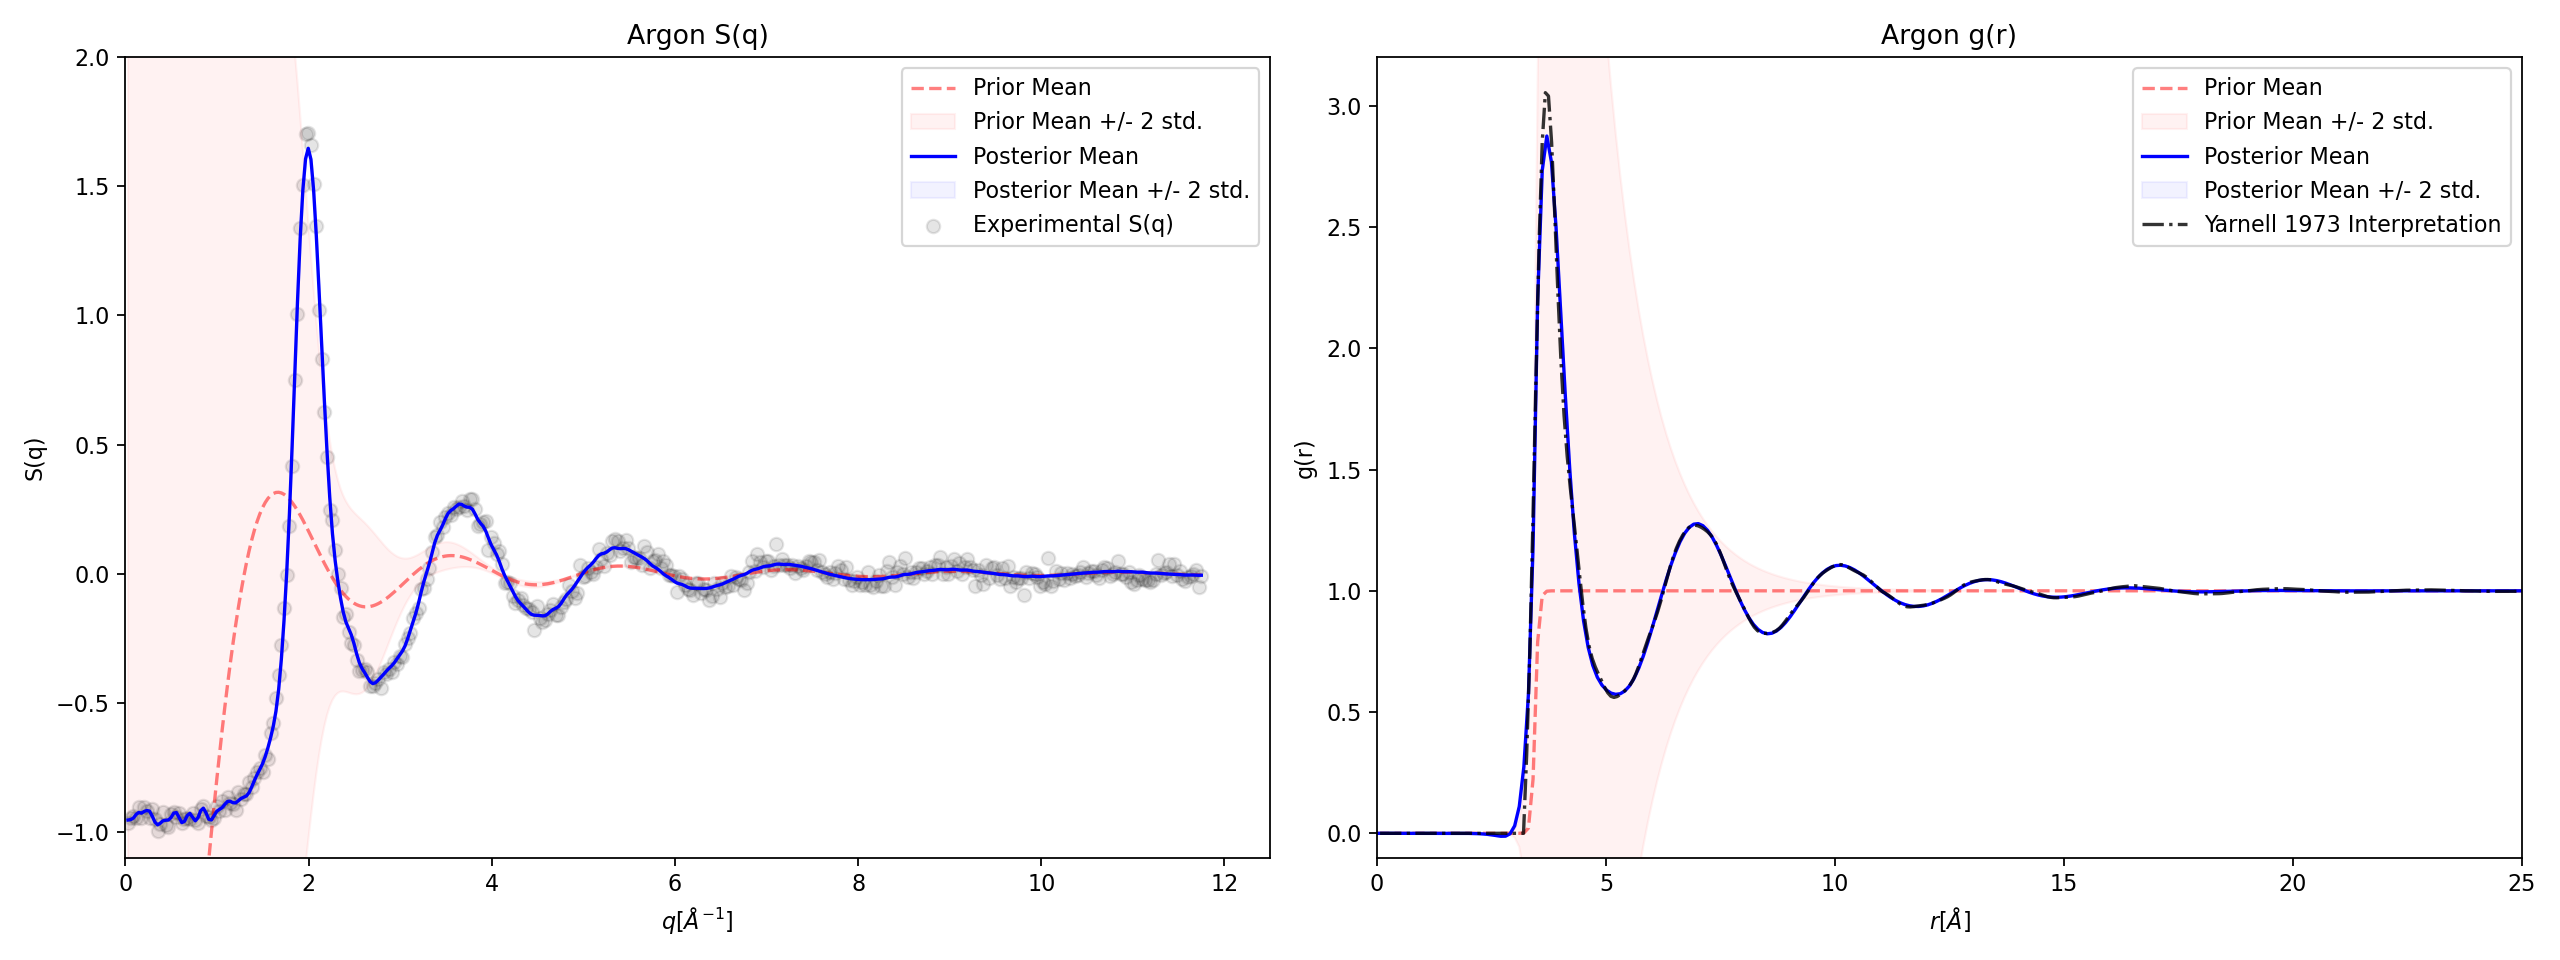 Argon S(q)
2.0
1.5
1.0
0.5
0.0
−0.5
−1.0
S(q)
0 2 4 6 8 10 12
q[Å⁻¹]
Prior Mean
Prior Mean +/- 2 std.
Posterior Mean
Posterior Mean +/- 2 std.
Experimental S(q)
Argon g(r)
3.0
2.5
2.0
1.5
1.0
0.5
0.0
g(r)
0 5 10 15 20 25
r[Å]
Prior Mean
Prior Mean +/- 2 std.
Posterior Mean
Posterior Mean +/- 2 std.
Yarnell 1973 Interpretation